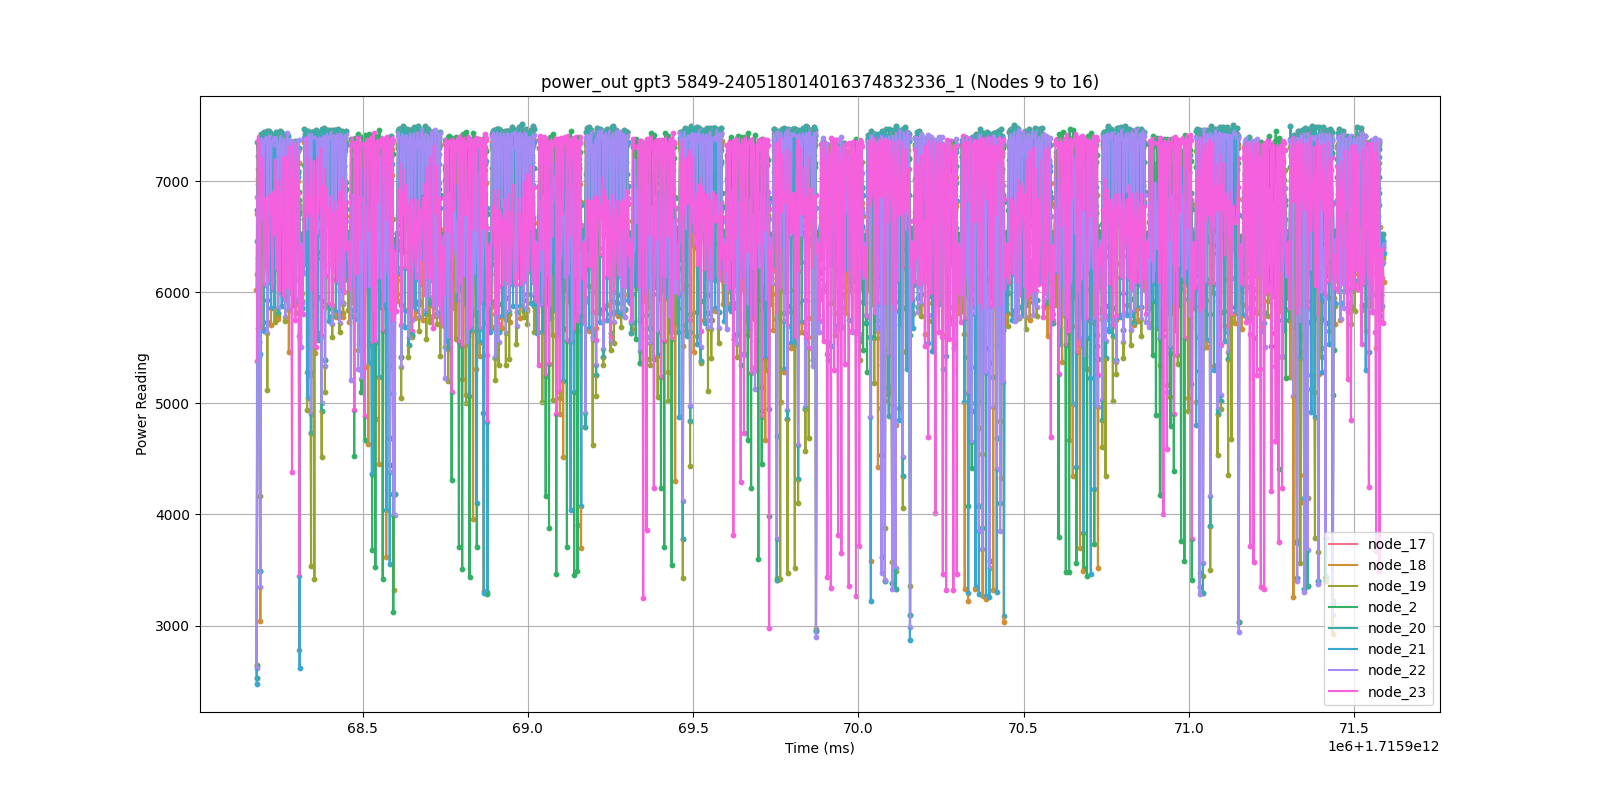 power_out gpt3 5849-240518014016374832336_1 (Nodes 9 to 16)
Power Reading
7000
6000
5000
4000
3000
node_17
node_18
node_19
node_2
node_20
node_21
node_22
node_23
68.5
69.0
69.5
70.0
70.5
71.0
71.5
Time (ms)
1e6+1.7159e12